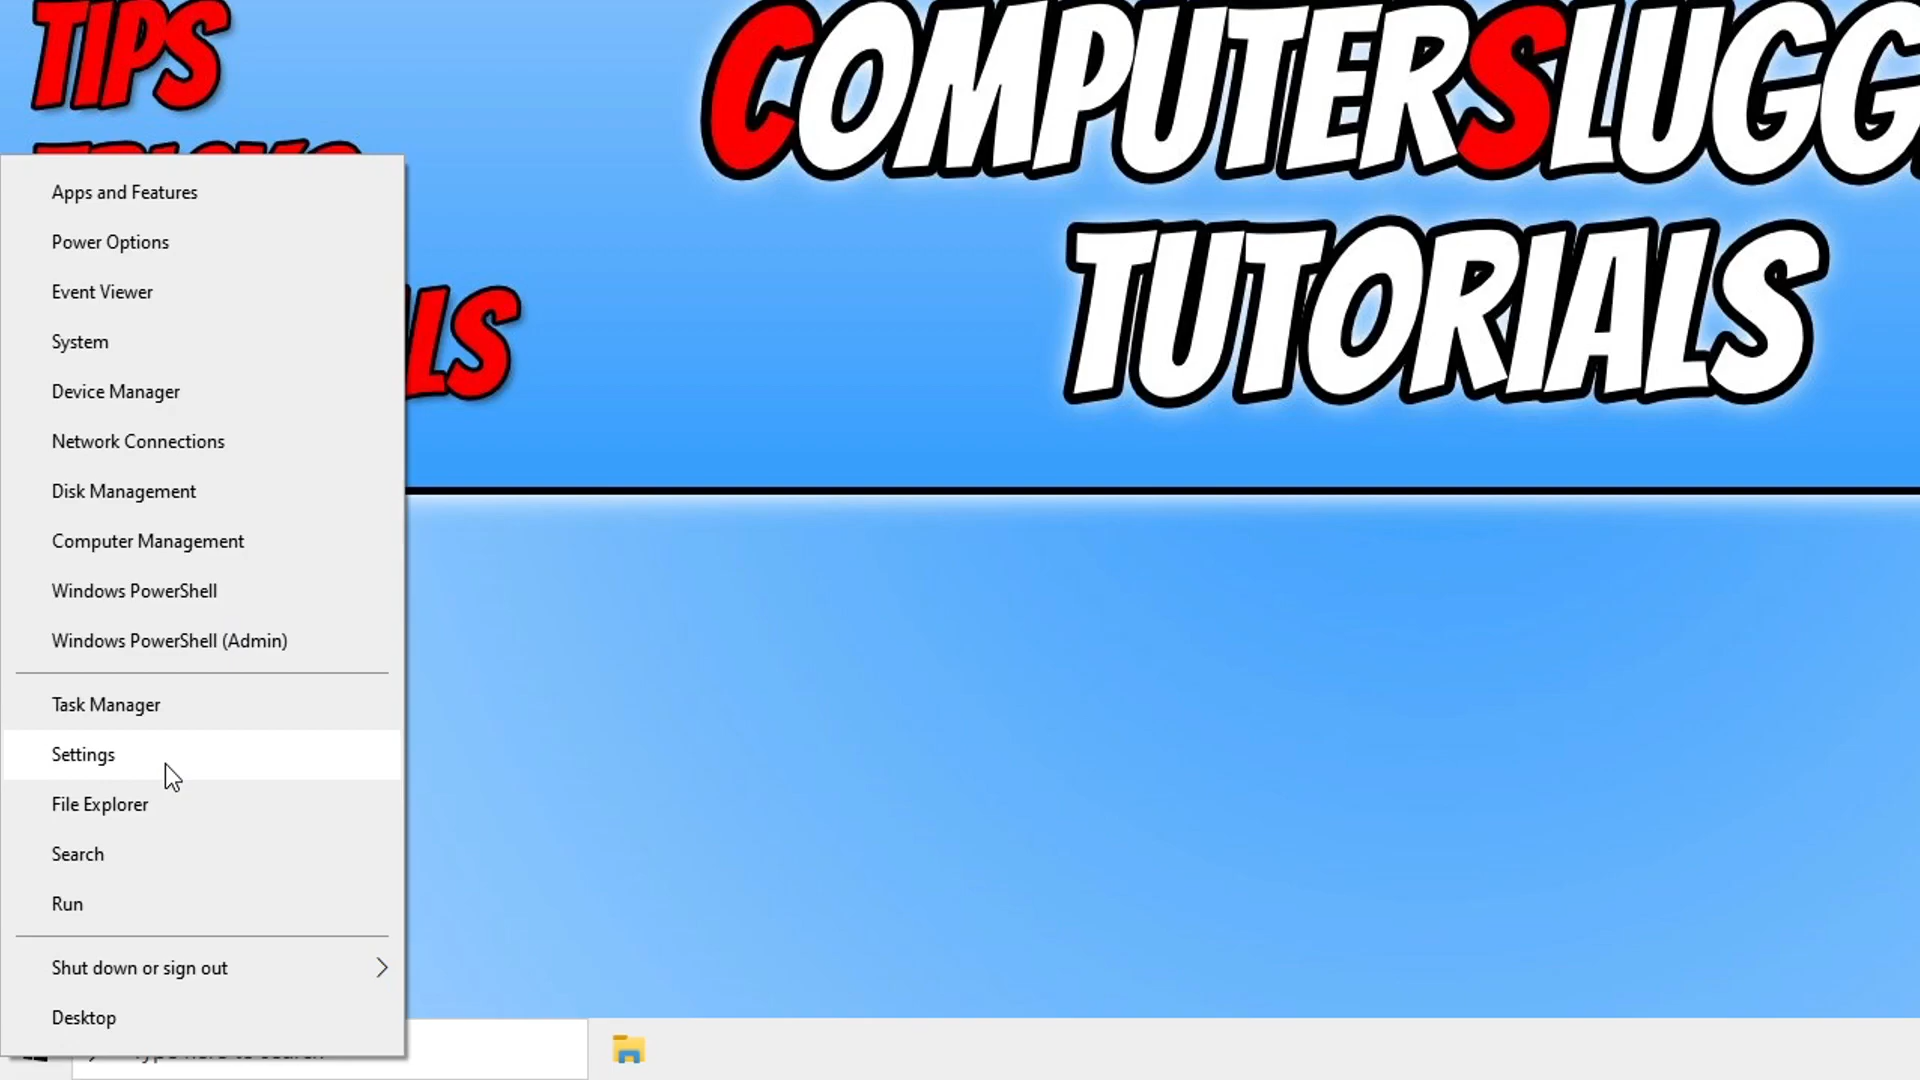 TIPS
COMPUTERSLUGG
TUTORIALS
Apps and Features
Power Options
Event Viewer
System
Device Manager
Network Connections
Disk Management
Computer Management
Windows PowerShell
Windows PowerShell (Admin)
Task Manager
Settings
File Explorer
Search
Run
Shut down or sign out
Desktop